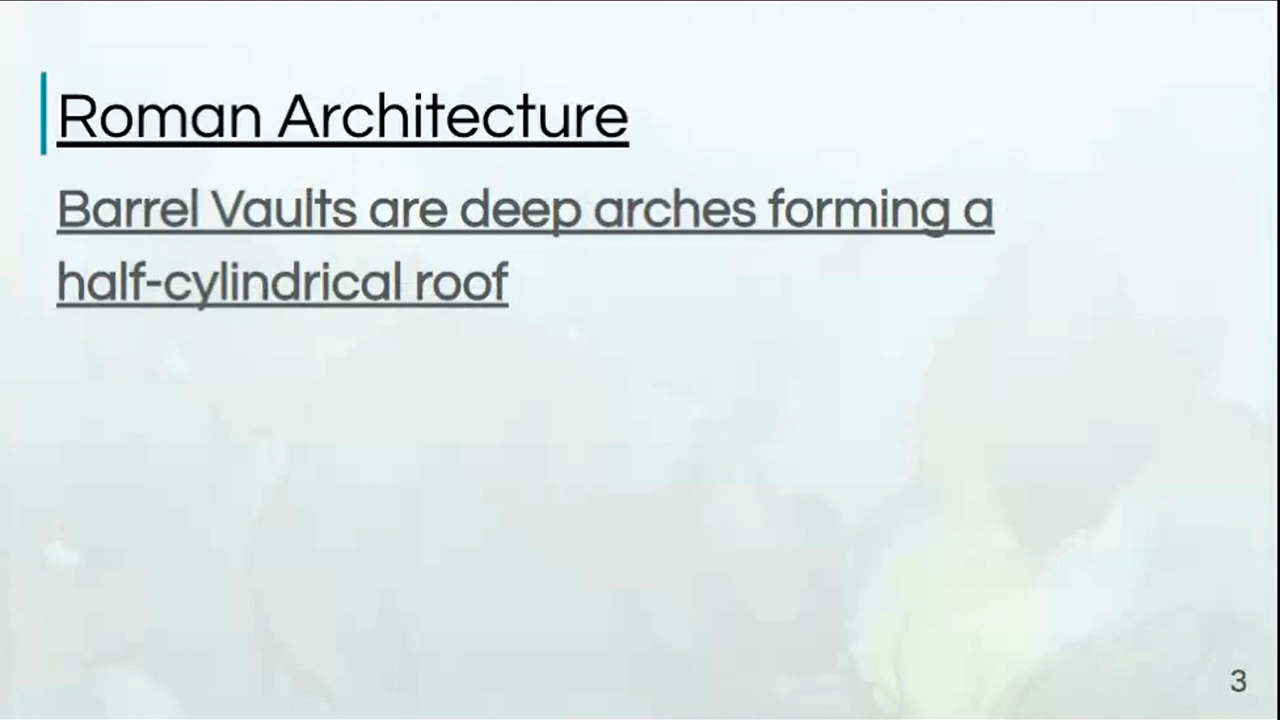 Roman Architecture
Barrel Vaults are deep arches forming a
half-cylindrical roof
3